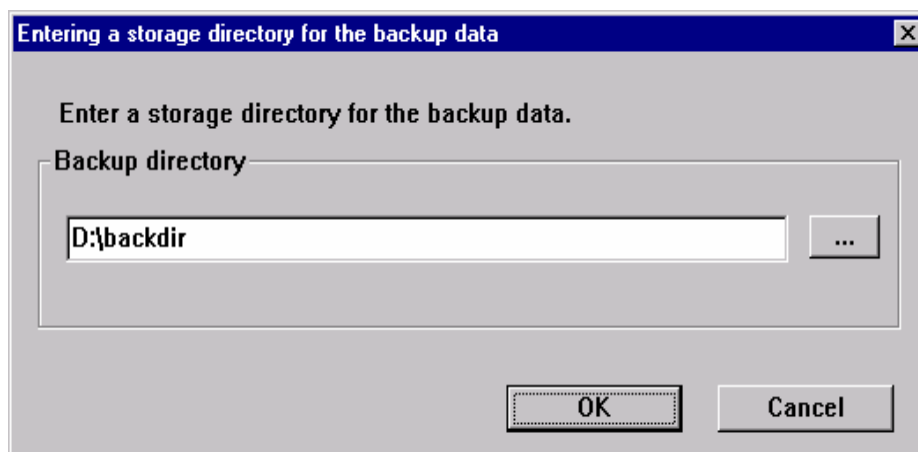 Entering a storage directory for the backup data
Enter a storage directory for the backup data.
Backup directory
D:\backdir
...
OK
Cancel